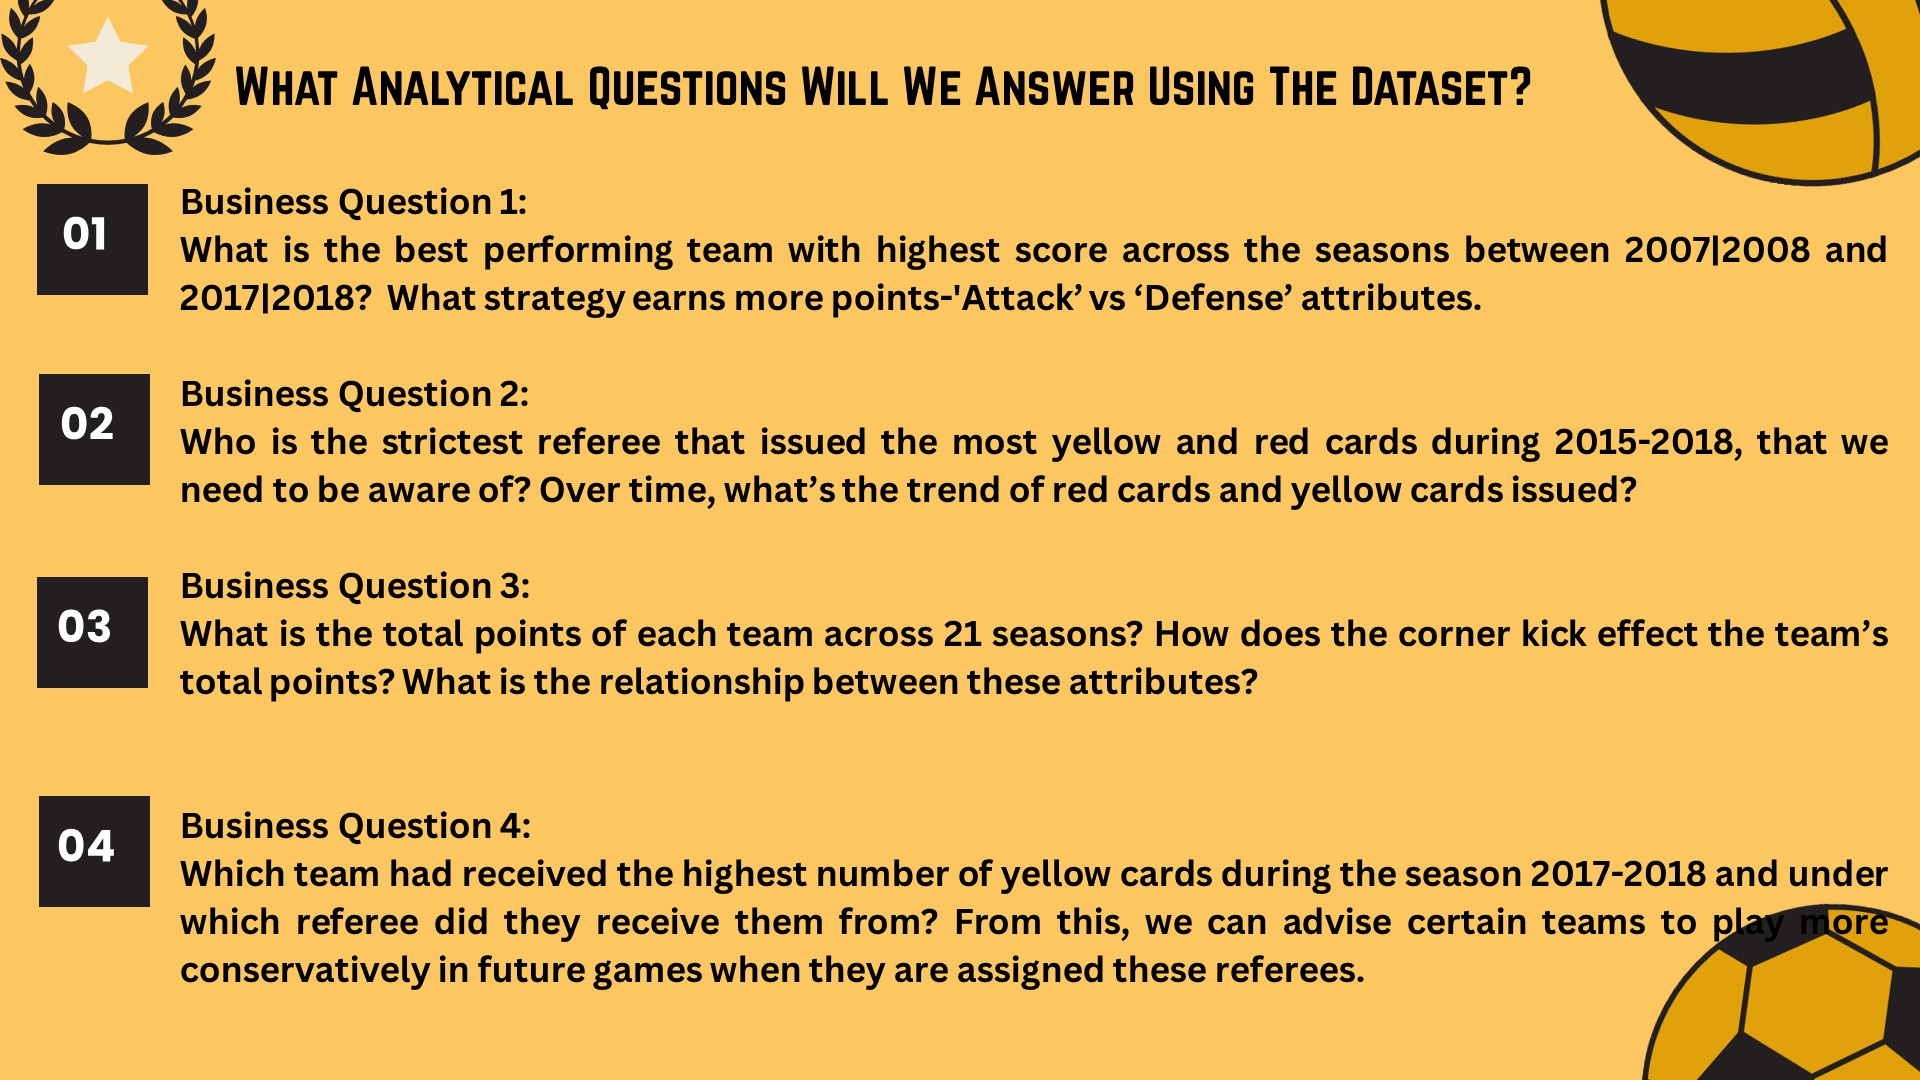 What Analytical Questions Will We Answer Using The Dataset?
01
Business Question 1:
What is the best performing team with highest score across the seasons between 2007|2008 and
2017|2018?  What strategy earns more points-'Attack’ vs ‘Defense’ attributes.
02
Business Question 2:
Who is the strictest referee that issued the most yellow and red cards during 2015-2018, that we
need to be aware of? Over time, what’s the trend of red cards and yellow cards issued?
03
Business Question 3:
What is the total points of each team across 21 seasons? How does the corner kick effect the team’s
total points? What is the relationship between these attributes?
04
Business Question 4:
Which team had received the highest number of yellow cards during the season 2017-2018 and under
which referee did they receive them from? From this, we can advise certain teams to play more
conservatively in future games when they are assigned these referees.